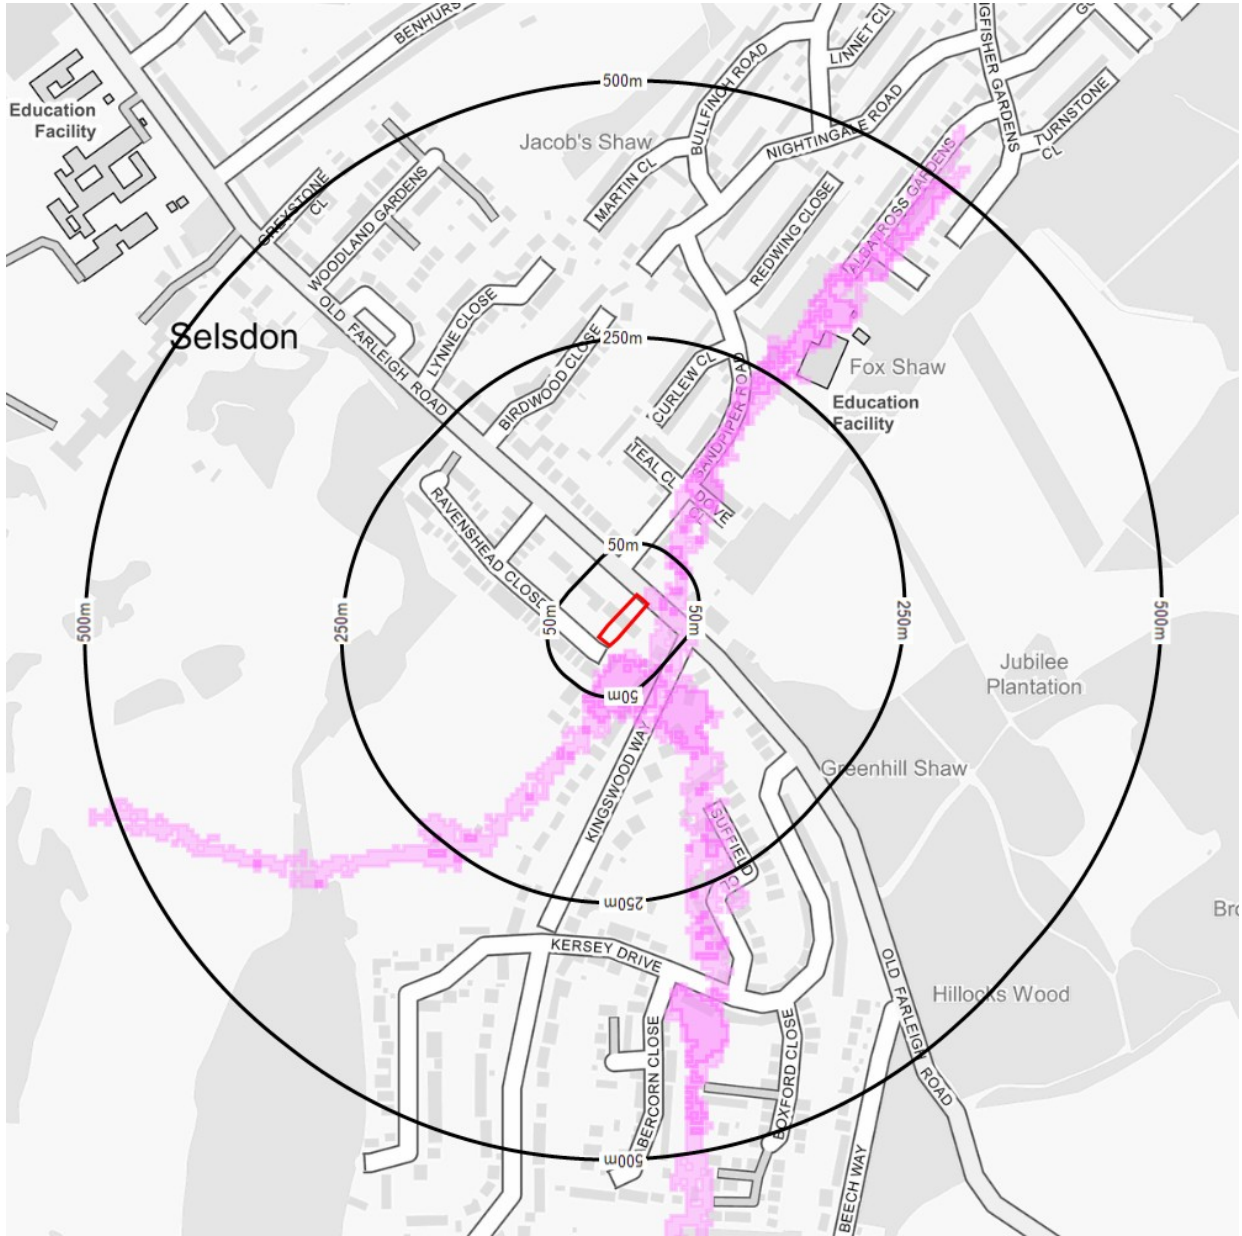 BENHURS
LINNET CL
GFISHER GARDENS
GO
500m
BULLFINCH ROAD
Education
Facility
Jacob's Shaw
NIGHTINGALE ROAD
TURNSTONE
CL
GREYSTONE
CL
WOODLAND GARDENS
MARTIN CL
REDWING CLOSE
ALBATROSS GARDENS
OLD FARLEIGH ROAD
LYNNE CLOSE
Selsdon
250m
BIRDWOOD CLOSE
CURLEW CL
SANDPIPER ROAD
Fox Shaw
Education
Facility
TEAL CL
DOVE
CL
RAVENSHEAD CLOSE
50m
500m
250m
50m
50m
250m
500m
Jubilee
Plantation
50m
KINGSWOOD WAY
Greenhill Shaw
SUFFIELD
CL
250m
Bro
KERSEY DRIVE
OLD FARLEIGH ROAD
Hillocks Wood
BERCORN CLOSE
BOXFORD CLOSE
500m
BEECH WAY